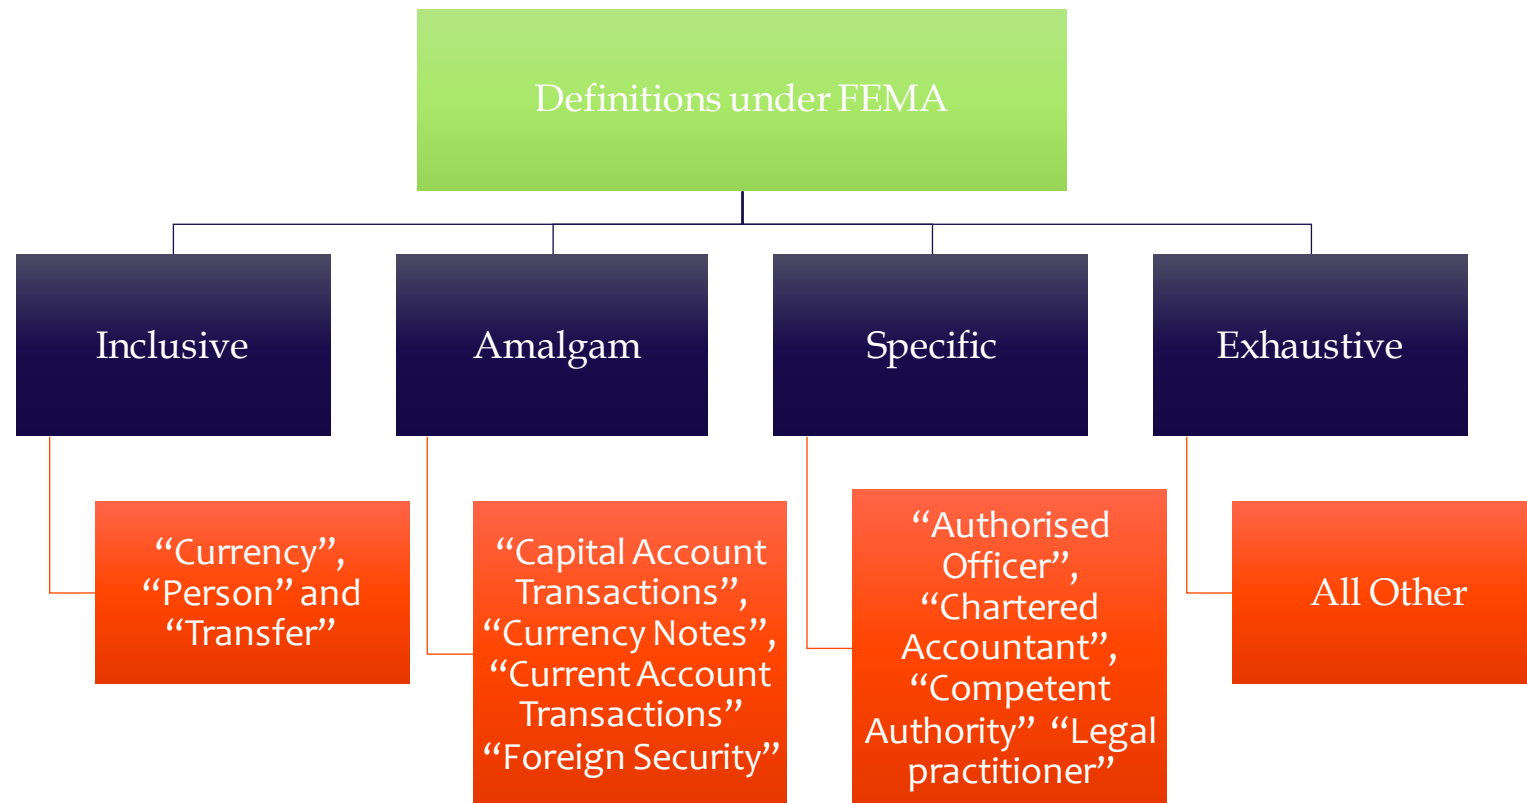 Definitions under FEMA
Inclusive
Amalgam
Specific
Exhaustive
“Currency”,
“Person” and
“Transfer”
“Capital Account
Transactions”,
“Currency Notes”,
“Current Account
Transactions”
“Foreign Security”
“Authorised
Officer”,
“Chartered
Accountant”,
“Competent
Authority” “Legal
practitioner”
All Other